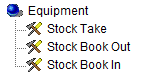 Equipment
Stock Take
Stock Book Out
Stock Book In